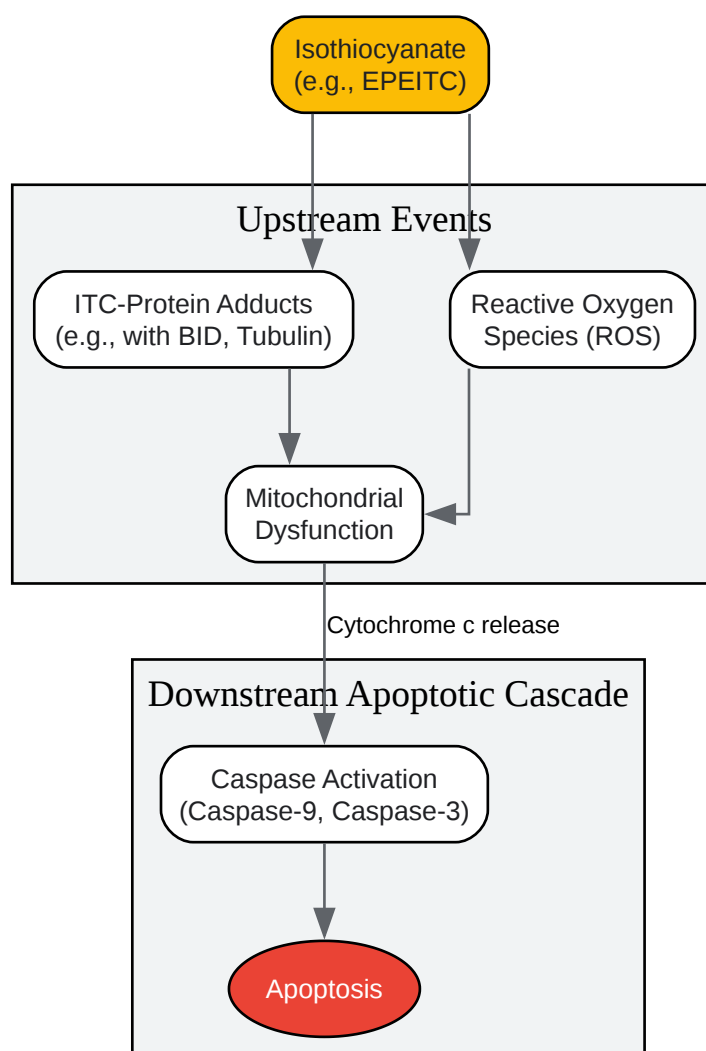 Isothiocyanate
(e.g., EPEITC)
Upstream Events
ITC-Protein Adducts
(e.g., with BID, Tubulin)
Reactive Oxygen
Species (ROS)
Mitochondrial
Dysfunction
Cytochrome c release
Downstream Apoptotic Cascade
Caspase Activation
(Caspase-9, Caspase-3)
Apoptosis